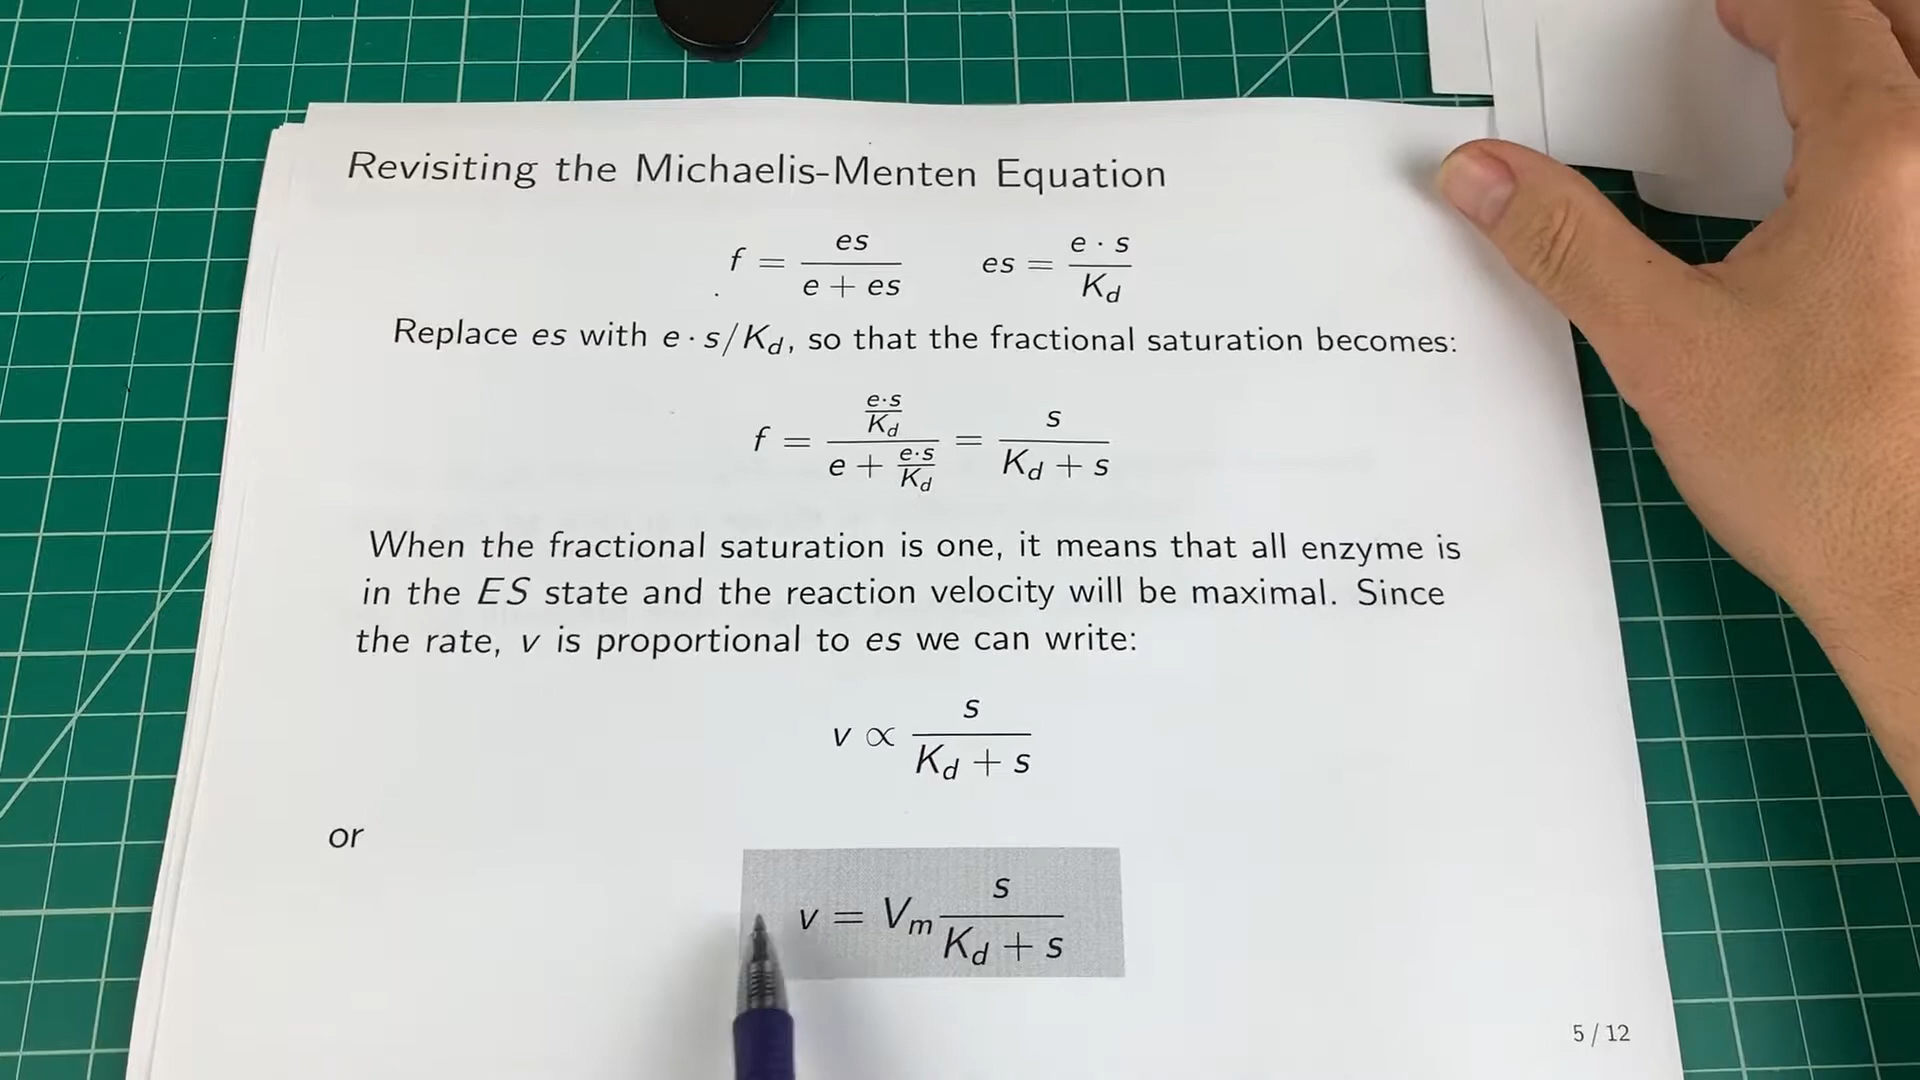 Revisiting the Michaelis-Menten Equation
f = es / (e + es)    es = e · s / K_d
Replace es with e · s/K_d, so that the fractional saturation becomes:
f = (e·s/K_d) / (e + e·s/K_d) = s / (K_d + s)
When the fractional saturation is one, it means that all enzyme is
in the ES state and the reaction velocity will be maximal. Since
the rate, v is proportional to es we can write:
v ∝ s / (K_d + s)
or
v = V_m s / (K_d + s)
5 / 12